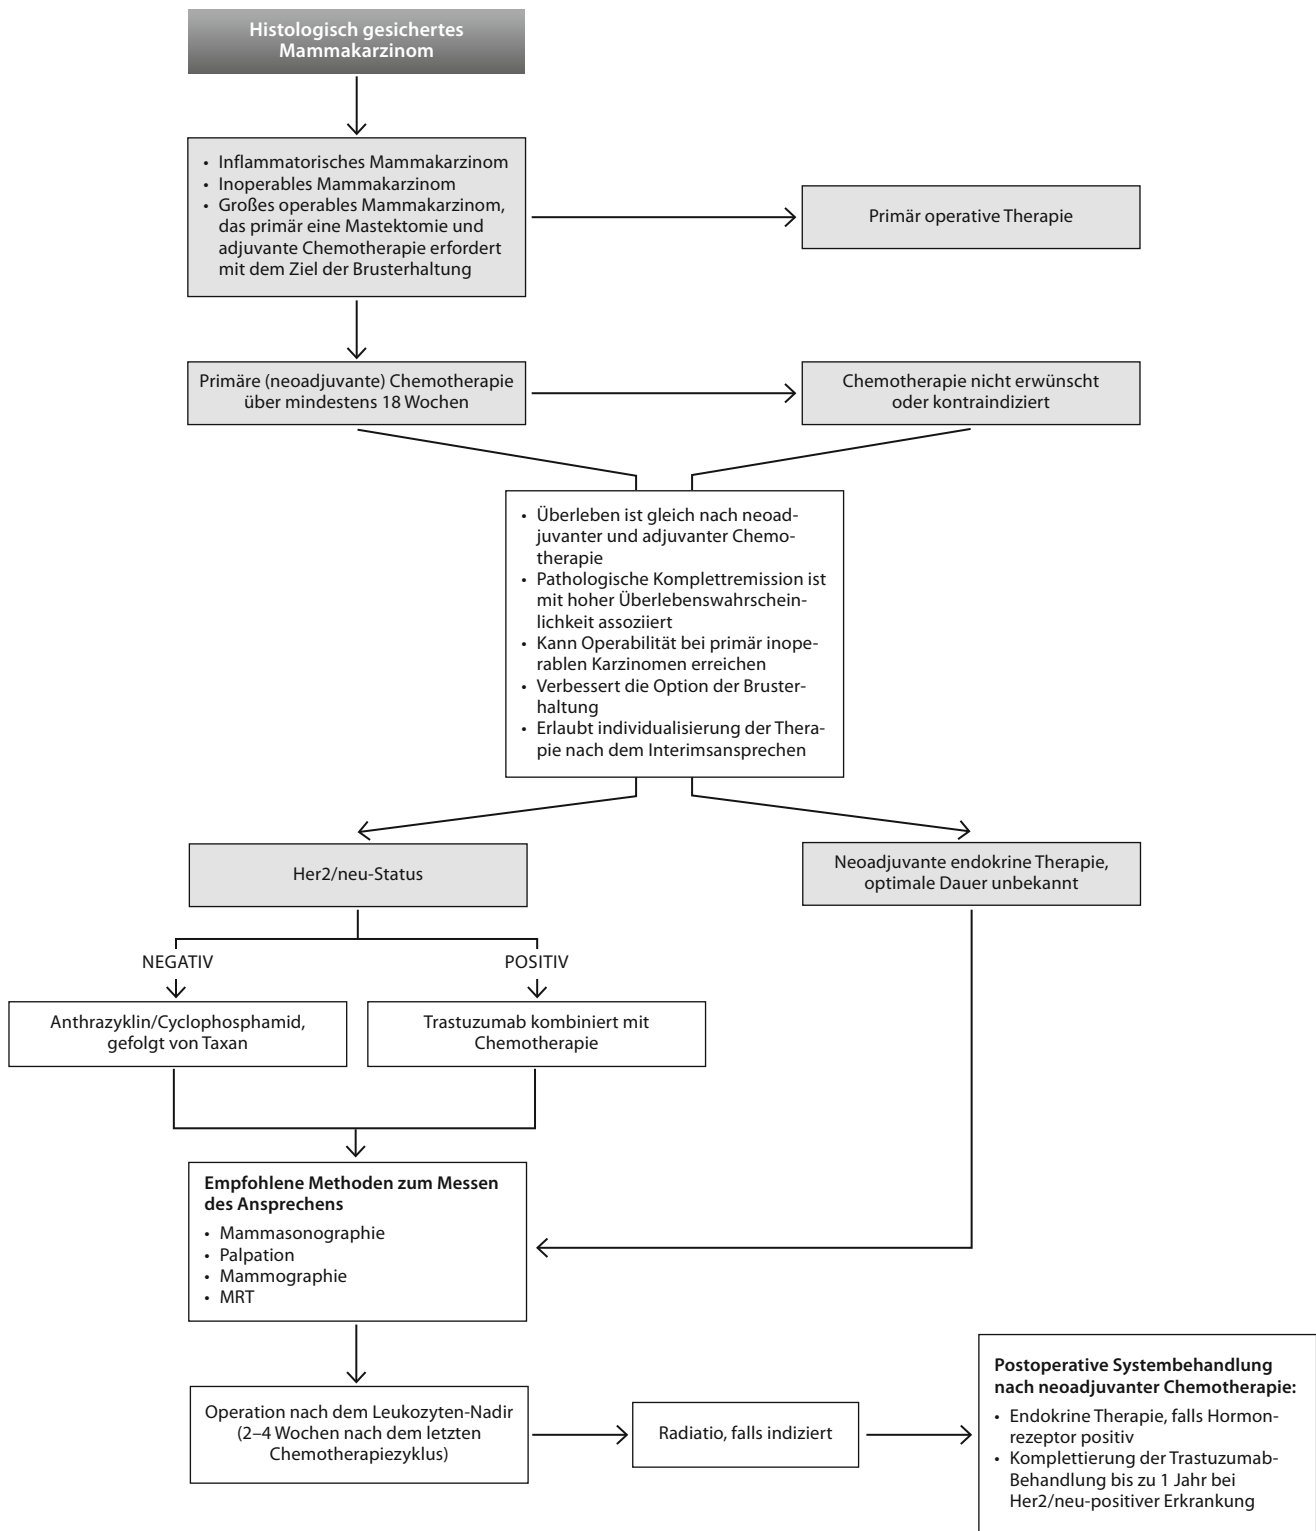 Histologisch gesichertes
Mammakarzinom
• Inflammatorisches Mammakarzinom
• Inoperables Mammakarzinom
• Großes operables Mammakarzinom,
das primär eine Mastektomie und
adjuvante Chemotherapie erfordert
mit dem Ziel der Brusterhaltung
Primär operative Therapie
Primäre (neoadjuvante) Chemotherapie
über mindestens 18 Wochen
Chemotherapie nicht erwünscht
oder kontraindiziert
• Überleben ist gleich nach neoad-
juvanter und adjuvanter Chemo-
therapie
• Pathologische Komplettremission ist
mit hoher Überlebenswahrschein-
lichkeit assoziiert
• Kann Operabilität bei primär inope-
rablen Karzinomen erreichen
• Verbessert die Option der Bruster-
haltung
• Erlaubt individualisierung der Thera-
pie nach dem Interimsansprechen
Her2/neu-Status
Neoadjuvante endokrine Therapie,
optimale Dauer unbekannt
NEGATIV
POSITIV
Anthrazyklin/Cyclophosphamid,
gefolgt von Taxan
Trastuzumab kombiniert mit
Chemotherapie
Empfohlene Methoden zum Messen
des Ansprechens
• Mammasonographie
• Palpation
• Mammographie
• MRT
Operation nach dem Leukozyten-Nadir
(2–4 Wochen nach dem letzten
Chemotherapiezyklus)
Radiatio, falls indiziert
Postoperative Systembehandlung
nach neoadjuvanter Chemotherapie:
• Endokrine Therapie, falls Hormon-
rezeptor positiv
• Komplettierung der Trastuzumab-
Behandlung bis zu 1 Jahr bei
Her2/neu-positiver Erkrankung